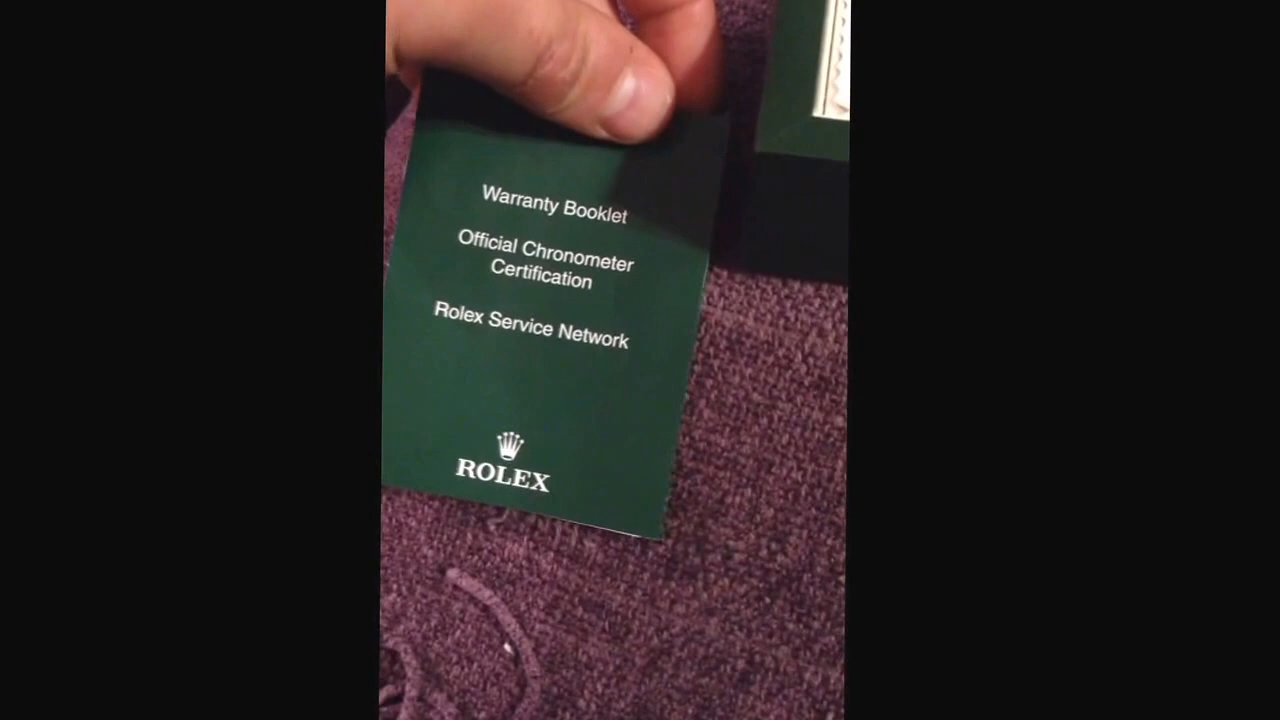 Warranty Booklet
Official Chronometer
Certification
Rolex Service Network
ROLEX